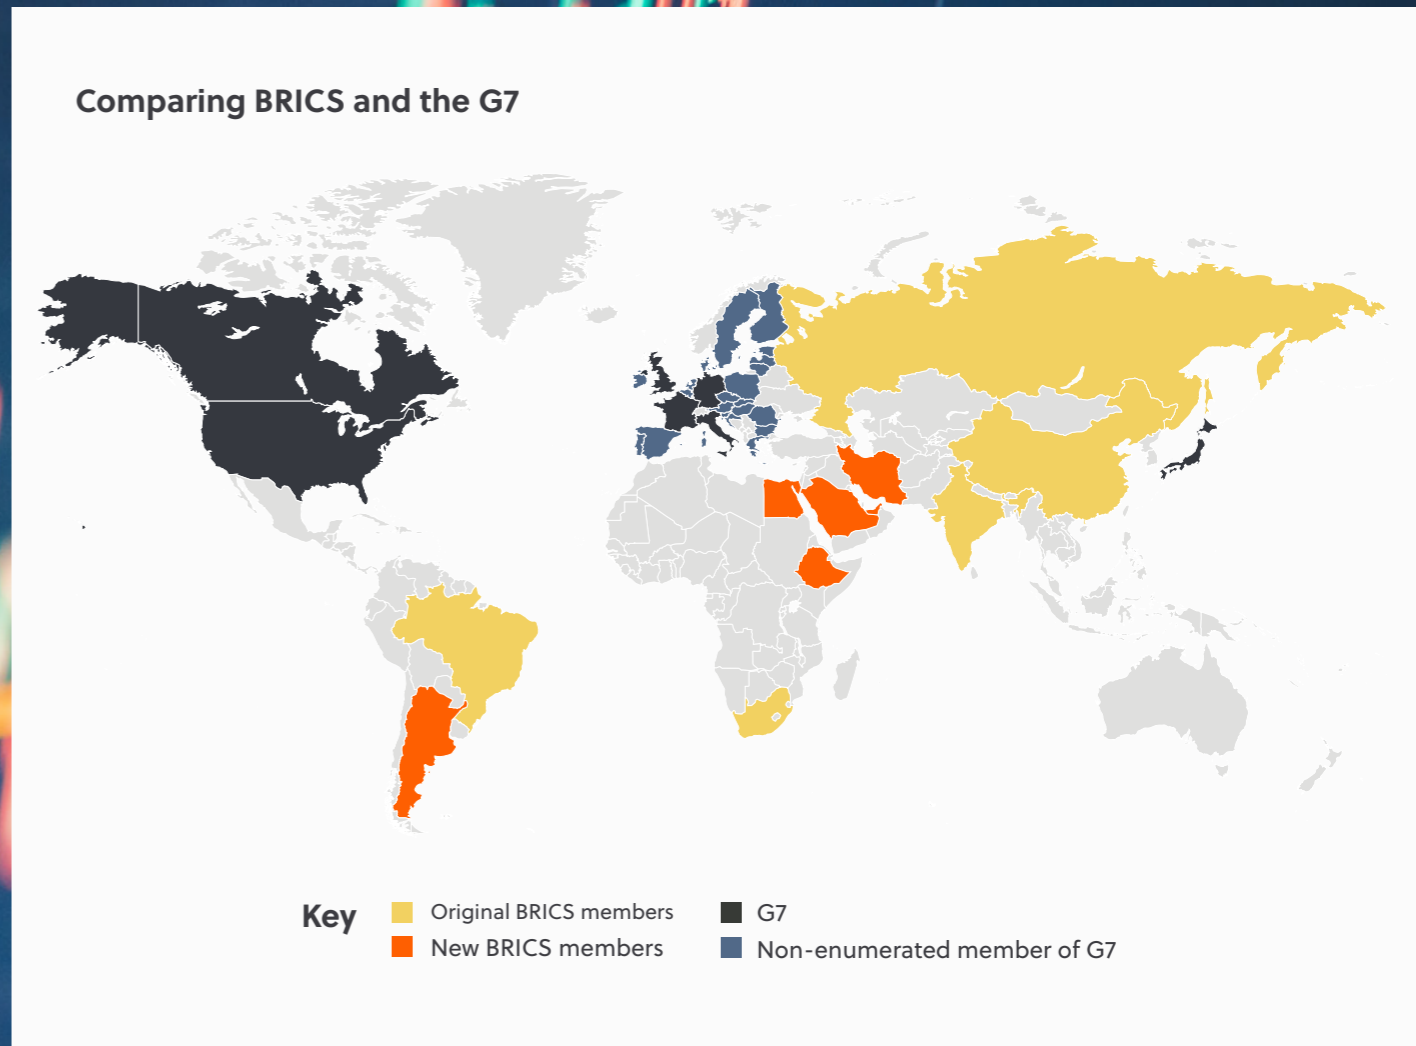 Comparing BRICS and the G7
Key
Original BRICS members
New BRICS members
G7
Non-enumerated member of G7